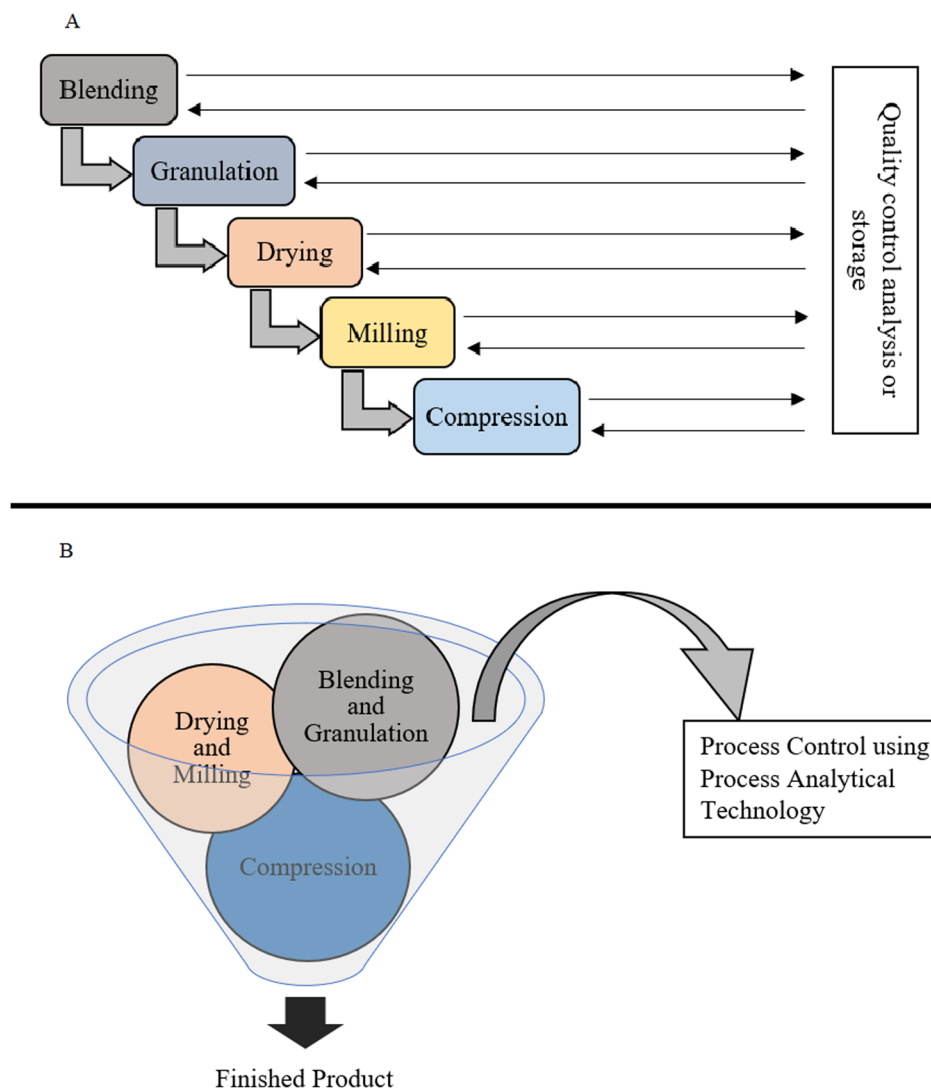 A
Blending
Granulation
Drying
Milling
Compression
Quality control analysis or
storage
B
Drying
and
Milling
Blending
and
Granulation
Compression
Process Control using
Process Analytical
Technology
Finished Product